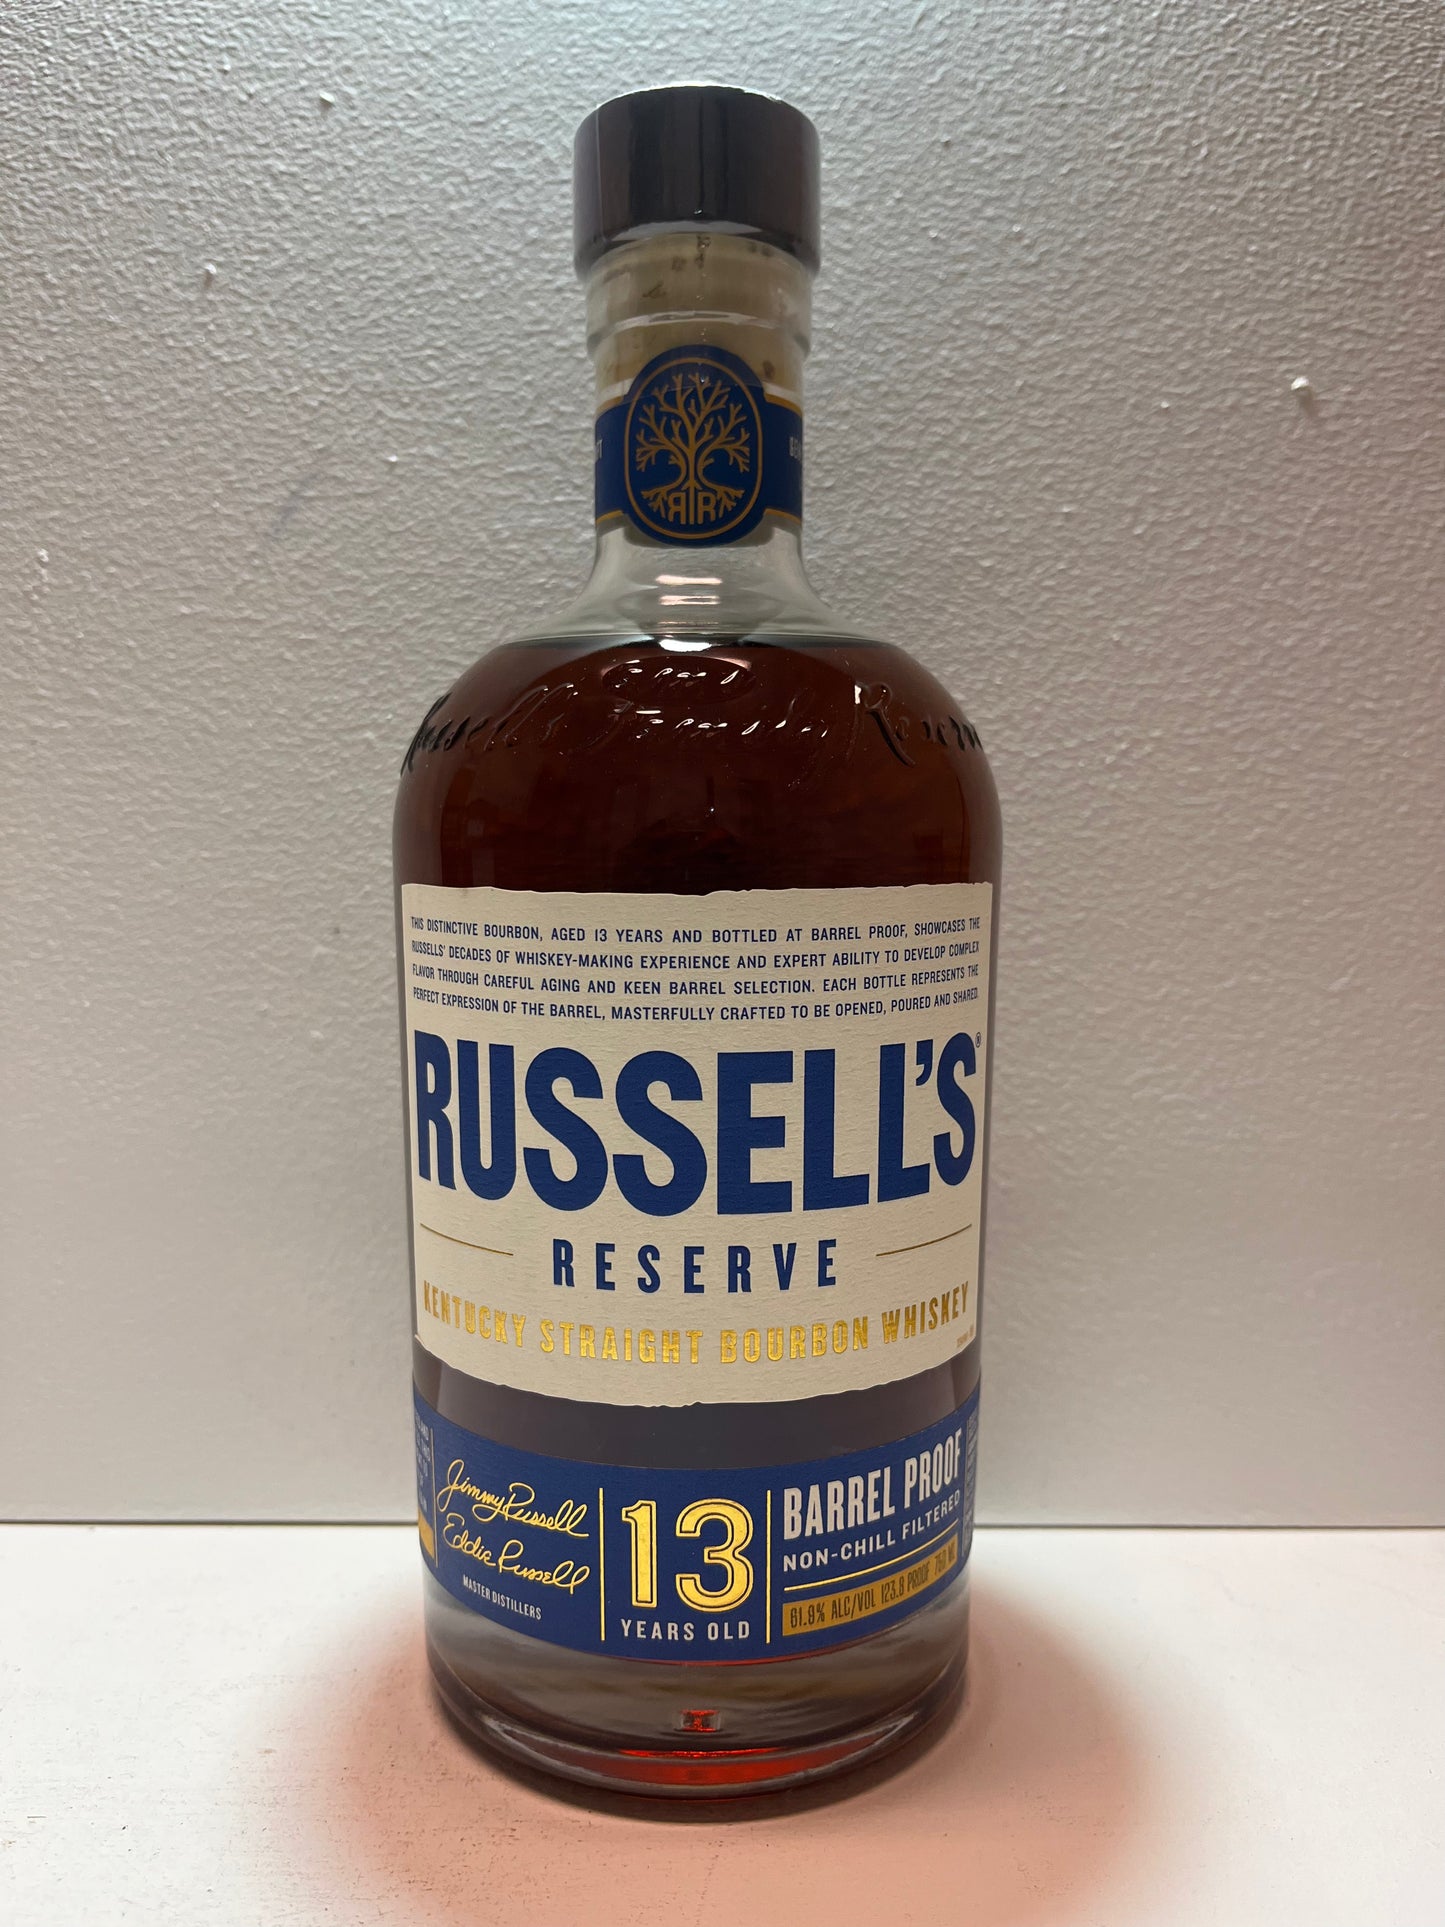 RR
Russell's Family Reserve
THIS DISTINCTIVE BOURBON, AGED 13 YEARS AND BOTTLED AT BARREL PROOF, SHOWCASES THE
RUSSELLS' DECADES OF WHISKEY-MAKING EXPERIENCE AND EXPERT ABILITY TO DEVELOP COMPLEX
FLAVOR THROUGH CAREFUL AGING AND KEEN BARREL SELECTION. EACH BOTTLE REPRESENTS THE
PERFECT EXPRESSION OF THE BARREL, MASTERFULLY CRAFTED TO BE OPENED, POURED AND SHARED.
RUSSELL'S®
RESERVE
KENTUCKY STRAIGHT BOURBON WHISKEY
Jimmy Russell
Eddie Russell
MASTER DISTILLERS
13
YEARS OLD
BARREL PROOF
NON-CHILL FILTERED
61.9% ALC/VOL 123.8 PROOF 750 ML